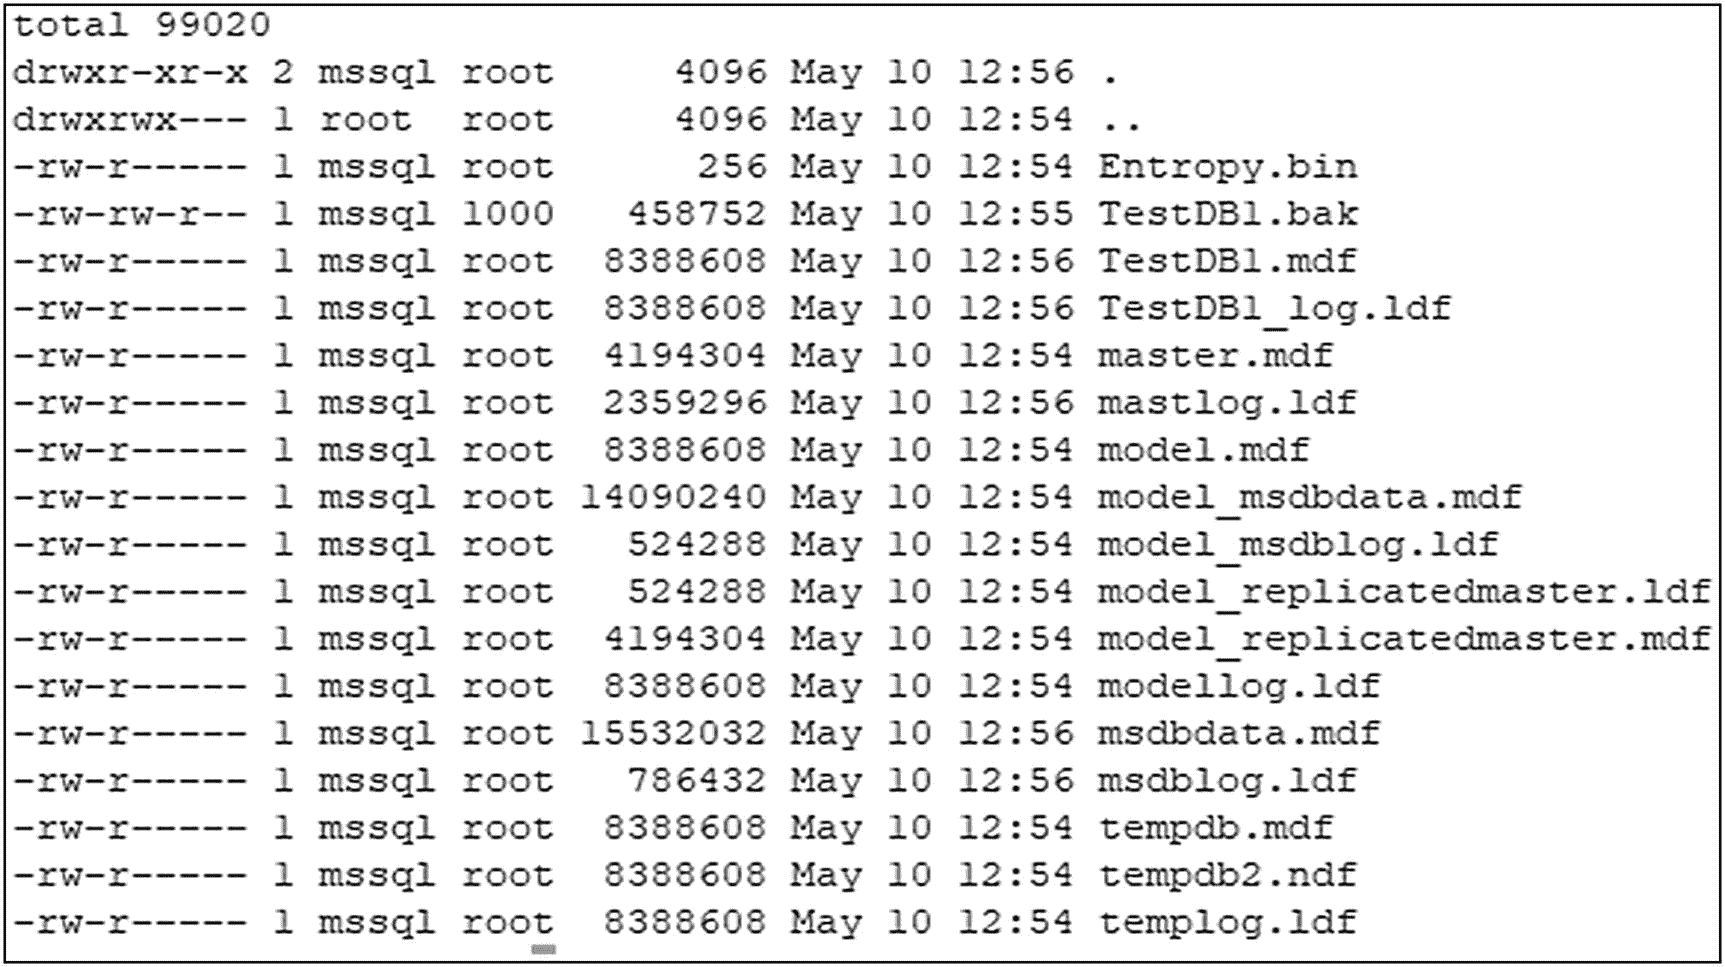 total 99020
drwxr-xr-x 2 mssql root     4096 May 10 12:56 .
drwxrwx--- 1 root  root     4096 May 10 12:54 ..
-rw-r----- 1 mssql root      256 May 10 12:54 Entropy.bin
-rw-rw-r-- 1 mssql 1000   458752 May 10 12:55 TestDB1.bak
-rw-r----- 1 mssql root  8388608 May 10 12:56 TestDB1.mdf
-rw-r----- 1 mssql root  8388608 May 10 12:56 TestDB1_log.ldf
-rw-r----- 1 mssql root  4194304 May 10 12:54 master.mdf
-rw-r----- 1 mssql root  2359296 May 10 12:56 mastlog.ldf
-rw-r----- 1 mssql root  8388608 May 10 12:54 model.mdf
-rw-r----- 1 mssql root 14090240 May 10 12:54 model_msdbdata.mdf
-rw-r----- 1 mssql root   524288 May 10 12:54 model_msdblog.ldf
-rw-r----- 1 mssql root   524288 May 10 12:54 model_replicatedmaster.ldf
-rw-r----- 1 mssql root  4194304 May 10 12:54 model_replicatedmaster.mdf
-rw-r----- 1 mssql root  8388608 May 10 12:54 modellog.ldf
-rw-r----- 1 mssql root 15532032 May 10 12:56 msdbdata.mdf
-rw-r----- 1 mssql root   786432 May 10 12:56 msdblog.ldf
-rw-r----- 1 mssql root  8388608 May 10 12:54 tempdb.mdf
-rw-r----- 1 mssql root  8388608 May 10 12:54 tempdb2.ndf
-rw-r----- 1 mssql root  8388608 May 10 12:54 templog.ldf